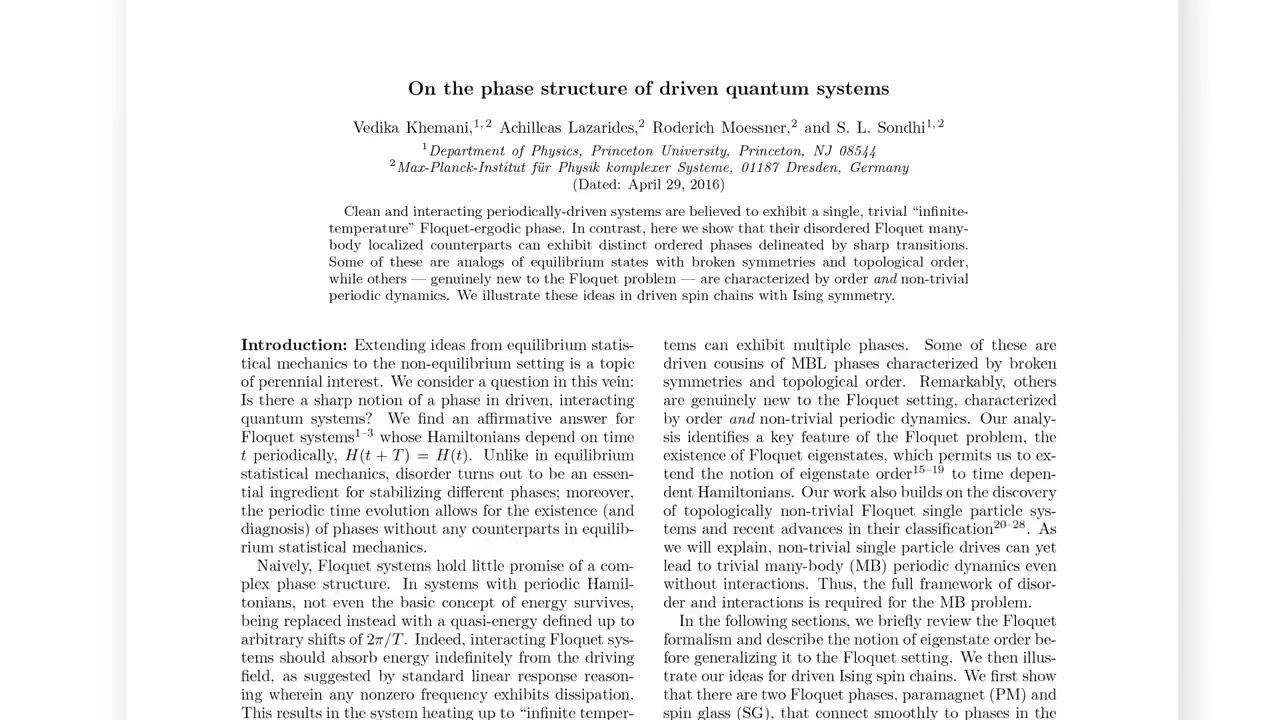 On the phase structure of driven quantum systems
Vedika Khemani,1, 2 Achilleas Lazarides,2 Roderich Moessner,2 and S. L. Sondhi1, 2
1Department of Physics, Princeton University, Princeton, NJ 08544
2Max-Planck-Institut für Physik komplexer Systeme, 01187 Dresden, Germany
(Dated: April 29, 2016)
Clean and interacting periodically-driven systems are believed to exhibit a single, trivial “infinite-
temperature” Floquet-ergodic phase. In contrast, here we show that their disordered Floquet many-
body localized counterparts can exhibit distinct ordered phases delineated by sharp transitions.
Some of these are analogs of equilibrium states with broken symmetries and topological order,
while others — genuinely new to the Floquet problem — are characterized by order and non-trivial
periodic dynamics. We illustrate these ideas in driven spin chains with Ising symmetry.
Introduction: Extending ideas from equilibrium statis-
tical mechanics to the non-equilibrium setting is a topic
of perennial interest. We consider a question in this vein:
Is there a sharp notion of a phase in driven, interacting
quantum systems? We find an affirmative answer for
Floquet systems1–3 whose Hamiltonians depend on time
t periodically, H(t + T) = H(t). Unlike in equilibrium
statistical mechanics, disorder turns out to be an essen-
tial ingredient for stabilizing different phases; moreover,
the periodic time evolution allows for the existence (and
diagnosis) of phases without any counterparts in equilib-
rium statistical mechanics.
Naively, Floquet systems hold little promise of a com-
plex phase structure. In systems with periodic Hamil-
tonians, not even the basic concept of energy survives,
being replaced instead with a quasi-energy defined up to
arbitrary shifts of 2π/T. Indeed, interacting Floquet sys-
tems should absorb energy indefinitely from the driving
field, as suggested by standard linear response reason-
ing wherein any nonzero frequency exhibits dissipation.
This results in the system heating up to “infinite temper-
tems can exhibit multiple phases. Some of these are
driven cousins of MBL phases characterized by broken
symmetries and topological order. Remarkably, others
are genuinely new to the Floquet setting, characterized
by order and non-trivial periodic dynamics. Our analy-
sis identifies a key feature of the Floquet problem, the
existence of Floquet eigenstates, which permits us to ex-
tend the notion of eigenstate order15–19 to time depen-
dent Hamiltonians. Our work also builds on the discovery
of topologically non-trivial Floquet single particle sys-
tems and recent advances in their classification20–28. As
we will explain, non-trivial single particle drives can yet
lead to trivial many-body (MB) periodic dynamics even
without interactions. Thus, the full framework of disor-
der and interactions is required for the MB problem.
In the following sections, we briefly review the Floquet
formalism and describe the notion of eigenstate order be-
fore generalizing it to the Floquet setting. We then illus-
trate our ideas for driven Ising spin chains. We first show
that there are two Floquet phases, paramagnet (PM) and
spin glass (SG), that connect smoothly to phases in the